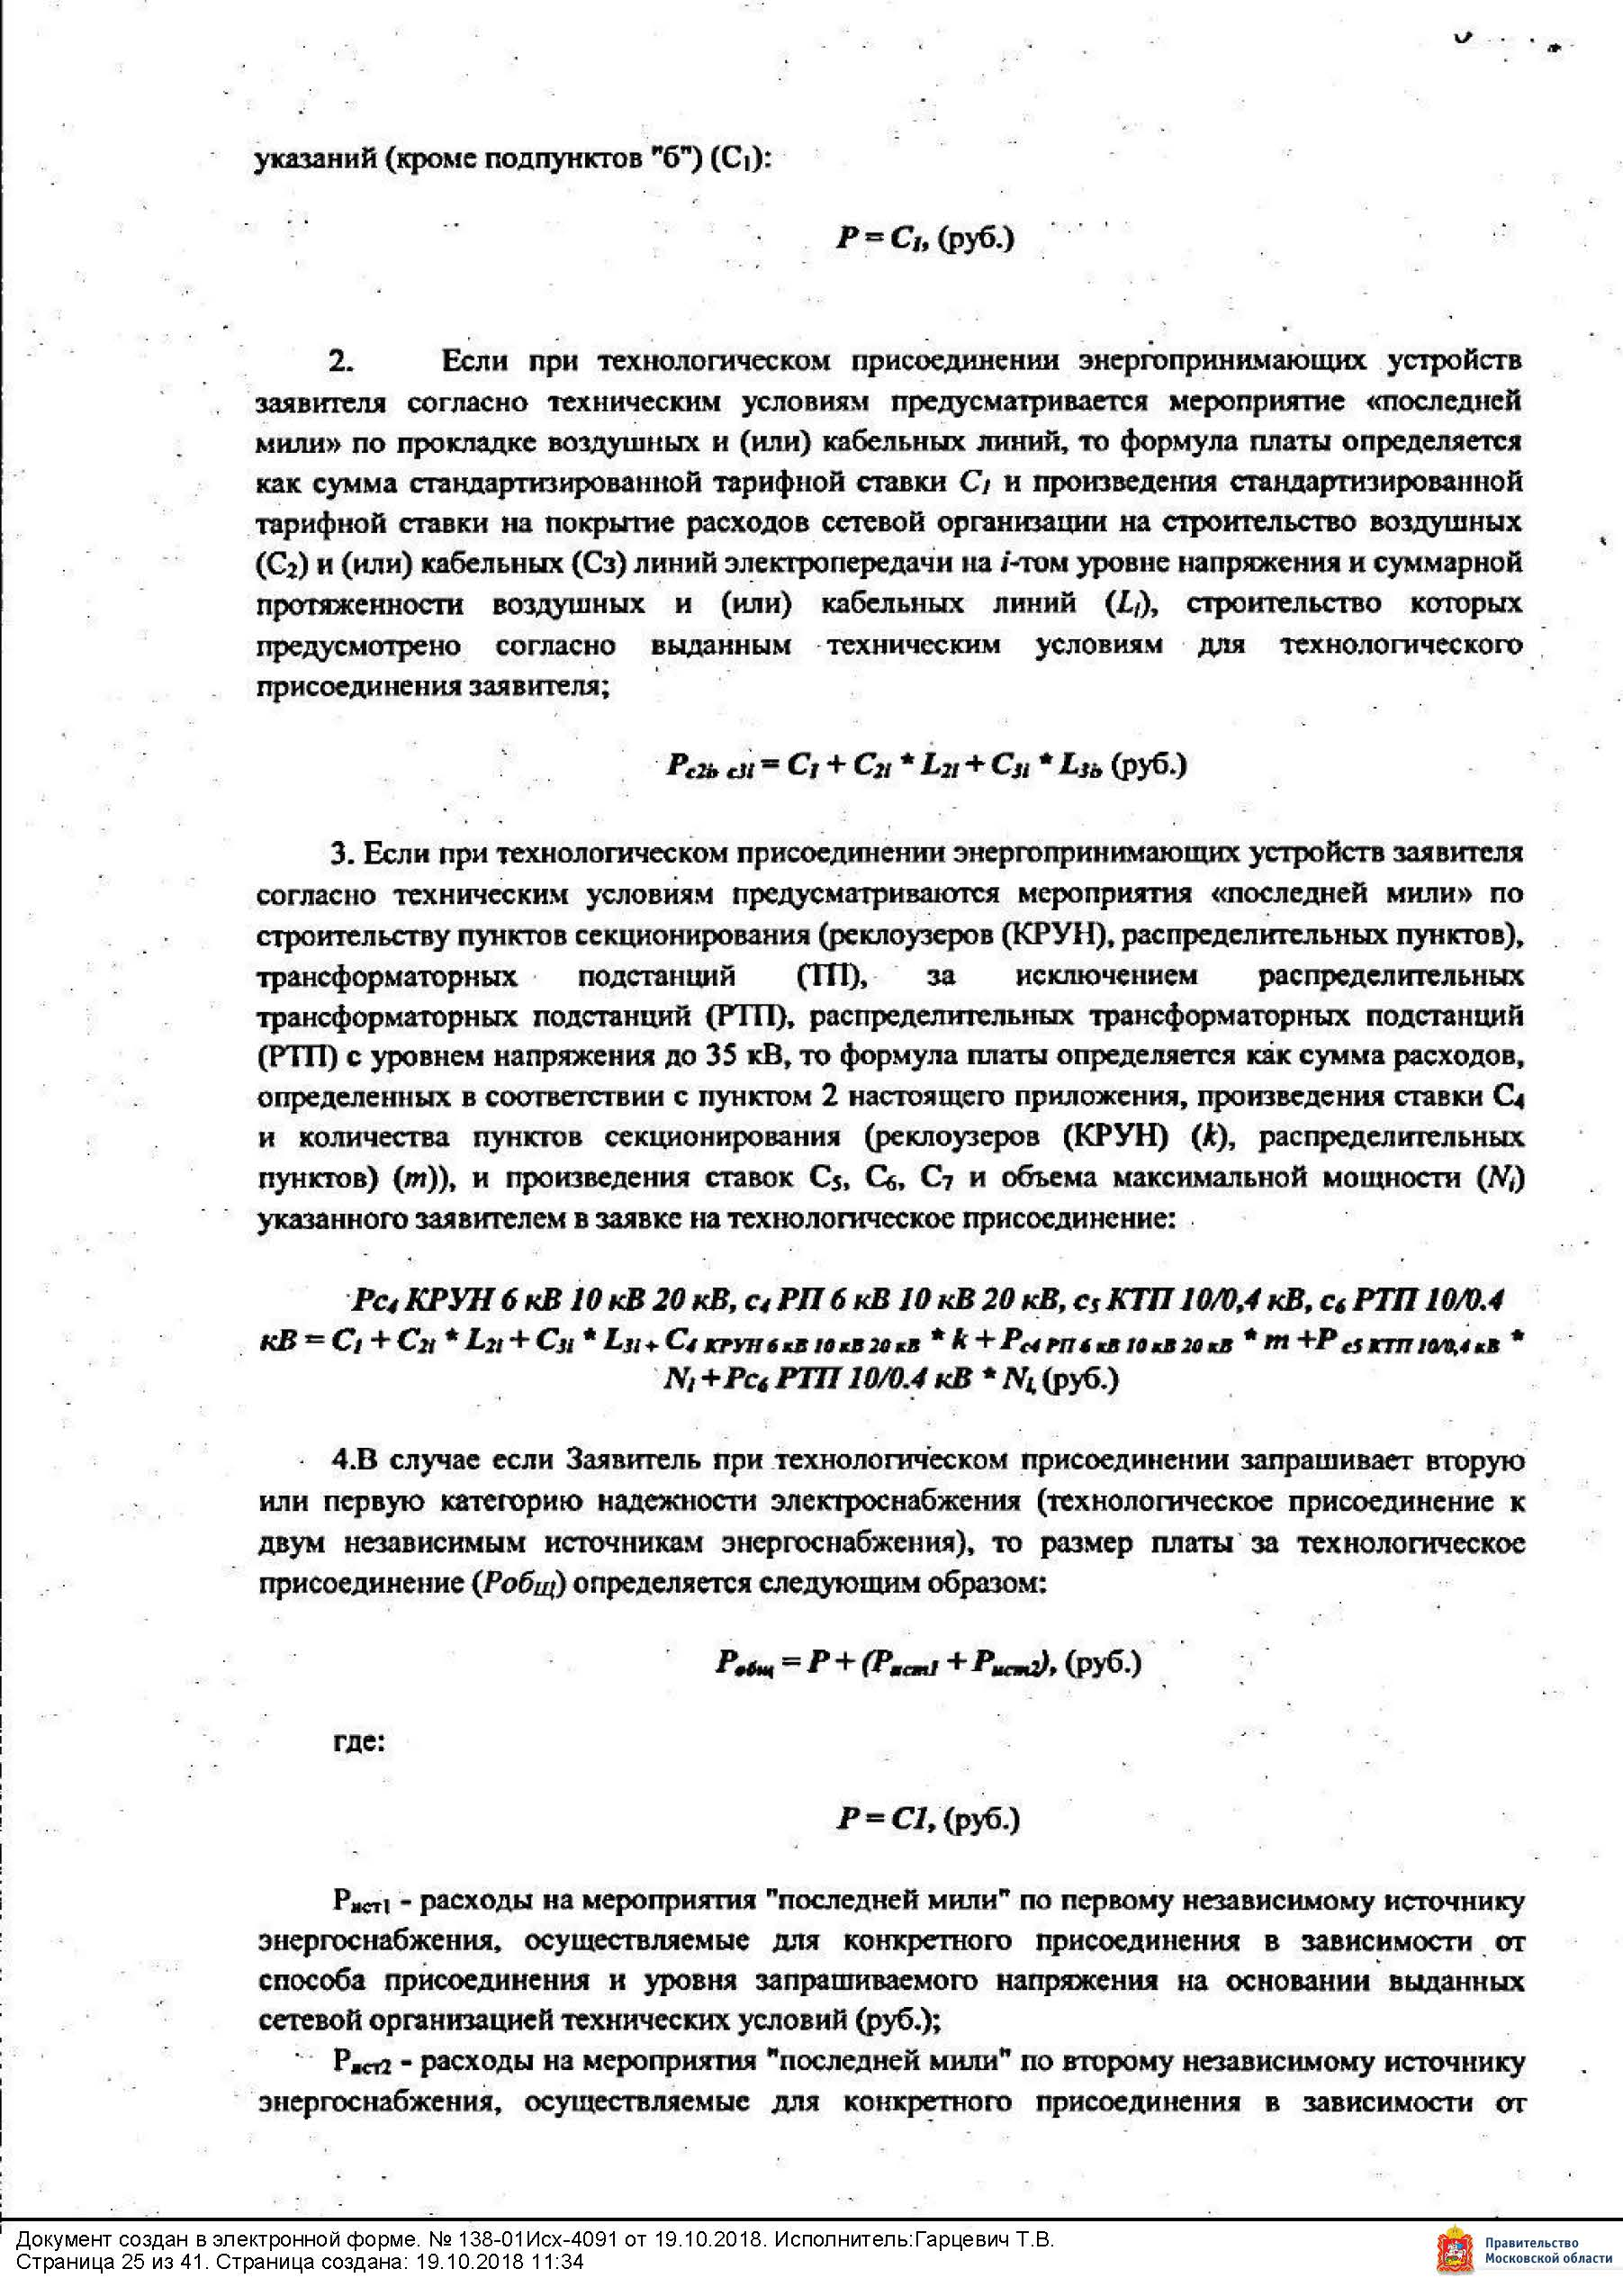 указаний (кроме подпунктов "б") (С₁):
P = C₁, (руб.)
2. Если при технологическом присоединении энергопринимающих устройств
заявителя согласно техническим условиям предусматривается мероприятие «последней
мили» по прокладке воздушных и (или) кабельных линий, то формула платы определяется
как сумма стандартизированной тарифной ставки C₁ и произведения стандартизированной
тарифной ставки на покрытие расходов сетевой организации на строительство воздушных
(С₂) и (или) кабельных (С3) линий электропередачи на i-том уровне напряжения и суммарной
протяженности воздушных и (или) кабельных линий (Lᵢ), строительство которых
предусмотрено согласно выданным техническим условиям для технологического
присоединения заявителя;
Pc2i, c3i = C₁ + C2i * L2i + C3i * L3i, (руб.)
3. Если при технологическом присоединении энергопринимающих устройств заявителя
согласно техническим условиям предусматриваются мероприятия «последней мили» по
строительству пунктов секционирования (реклоузеров (КРУН), распределительных пунктов),
трансформаторных подстанций (ТП), за исключением распределительных
трансформаторных подстанций (РТП), распределительных трансформаторных подстанций
(РТП) с уровнем напряжения до 35 кВ, то формула платы определяется как сумма расходов,
определенных в соответствии с пунктом 2 настоящего приложения, произведения ставки С₄
и количества пунктов секционирования (реклоузеров (КРУН) (k), распределительных
пунктов) (m)), и произведения ставок С₅, С₆, С₇ и объема максимальной мощности (Nᵢ)
указанного заявителем в заявке на технологическое присоединение:
Pc₄ КРУН 6 кВ 10 кВ 20 кВ, c₄ РП 6 кВ 10 кВ 20 кВ, c₅ КТП 10/0,4 кВ, c₆ РТП 10/0.4
кВ = C₁ + C2i * L2i + C3i * L3i + C₄ КРУН 6 кВ 10 кВ 20 кВ * k + Pc4 РП 6 кВ 10 кВ 20 кВ * m +P c5 КТП 10/0,4 кВ *
Nᵢ +Pc₆ РТП 10/0.4 кВ * Nᵢ, (руб.)
4.В случае если Заявитель при технологическом присоединении запрашивает вторую
или первую категорию надежности электроснабжения (технологическое присоединение к
двум независимым источникам энергоснабжения), то размер платы за технологическое
присоединение (Робщ) определяется следующим образом:
Pобщ = P + (Pист1 + Pист2), (руб.)
где:
P = C1, (руб.)
Рист1 - расходы на мероприятия "последней мили" по первому независимому источнику
энергоснабжения, осуществляемые для конкретного присоединения в зависимости от
способа присоединения и уровня запрашиваемого напряжения на основании выданных
сетевой организацией технических условий (руб.);
Рист2 - расходы на мероприятия "последней мили" по второму независимому источнику
энергоснабжения, осуществляемые для конкретного присоединения в зависимости от
Документ создан в электронной форме. № 138-01Исх-4091 от 19.10.2018. Исполнитель:Гарцевич Т.В.
Страница 25 из 41. Страница создана: 19.10.2018 11:34
Правительство
Московской области